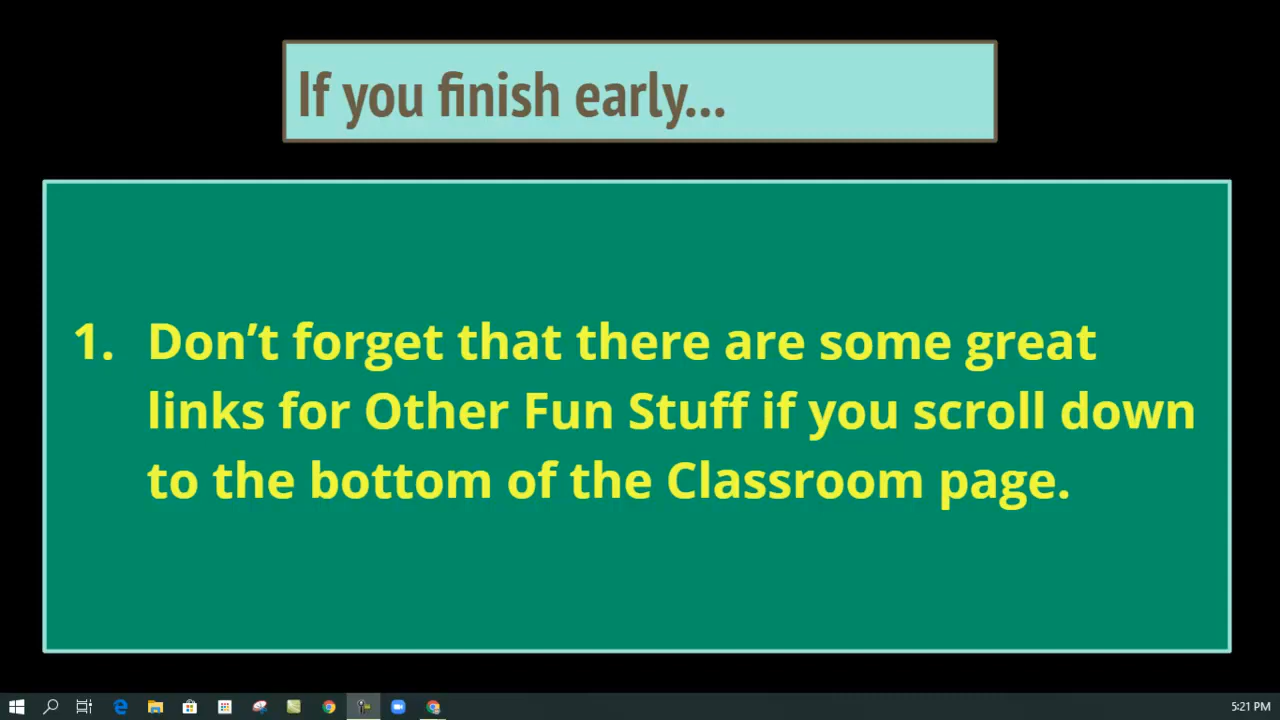 If you finish early...
1. Don’t forget that there are some great
links for Other Fun Stuff if you scroll down
to the bottom of the Classroom page.
5:21 PM